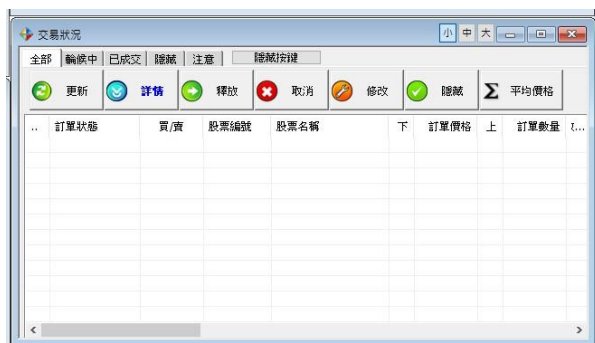 交易狀況 小 中 大
全部 輪候中 已成交 隱藏 注意 隱藏按鍵
更新 詳情 釋放 取消 修改 隱藏 Σ 平均價格
.. 訂單狀態 買/賣 股票編號 股票名稱 下 訂單價格 上 訂單數量